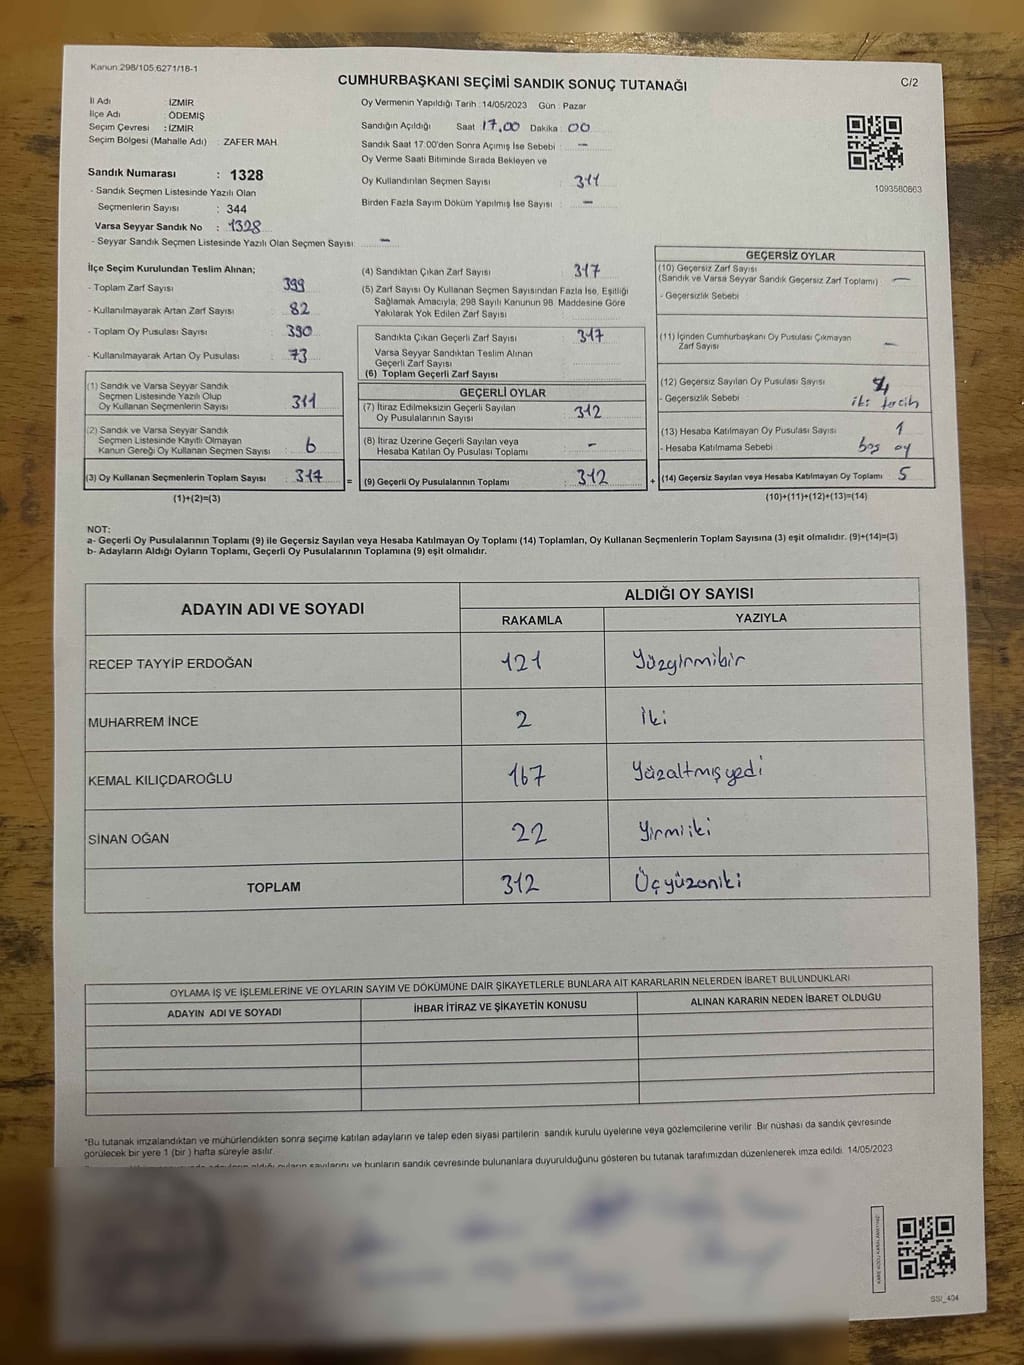 Kanun 298/105,6271/18-1
CUMHURBAŞKANI SEÇİMİ SANDIK SONUÇ TUTANAĞI
C/2
İl Adı : İZMİR
İlçe Adı : ÖDEMİŞ
Seçim Çevresi : İZMİR
Seçim Bölgesi (Mahalle Adı) : ZAFER MAH.
Sandık Numarası : 1328
- Sandık Seçmen Listesinde Yazılı Olan
Seçmenlerin Sayısı : 344
Varsa Seyyar Sandık No : 1328
- Seyyar Sandık Seçmen Listesinde Yazılı Olan Seçmen Sayısı : -
Oy Vermenin Yapıldığı Tarih : 14/05/2023 Gün : Pazar
Sandığın Açıldığı Saat 17.00 Dakika : 00
Sandık Saat 17:00'den Sonra Açımış İse Sebebi : -
Oy Verme Saati Bitiminde Sırada Bekleyen ve
Oy Kullandırılan Seçmen Sayısı : 311
Birden Fazla Sayım Döküm Yapılmış İse Sayısı : -
1093580863
İlçe Seçim Kurulundan Teslim Alınan;
- Toplam Zarf Sayısı : 399
- Kullanılmayarak Artan Zarf Sayısı : 82
- Toplam Oy Pusulası Sayısı : 390
- Kullanılmayarak Artan Oy Pusulası : 73
(1) Sandık ve Varsa Seyyar Sandık
Seçmen Listesinde Yazılı Olup
Oy Kullanan Seçmenlerin Sayısı : 311
(2) Sandık ve Varsa Seyyar Sandık
Seçmen Listesinde Kayıtlı Olmayan
Kanun Gereği Oy Kullanan Seçmen Sayısı : 6
(3) Oy Kullanan Seçmenlerin Toplam Sayısı : 317
(1)+(2)=(3)
(4) Sandıktan Çıkan Zarf Sayısı : 317
(5) Zarf Sayısı Oy Kullanan Seçmen Sayısından Fazla İse, Eşitliği
Sağlamak Amacıyla, 298 Sayılı Kanunun 98. Maddesine Göre
Yakılarak Yok Edilen Zarf Sayısı :
Sandıkta Çıkan Geçerli Zarf Sayısı : 317
Varsa Seyyar Sandıktan Teslim Alınan
Geçerli Zarf Sayısı :
(6) Toplam Geçerli Zarf Sayısı :
GEÇERLİ OYLAR
(7) İtiraz Edilmeksizin Geçerli Sayılan
Oy Pusulalarının Sayısı : 312
(8) İtiraz Üzerine Geçerli Sayılan veya
Hesaba Katılan Oy Pusulası Toplamı : -
= (9) Geçerli Oy Pusulalarının Toplamı : 312
GEÇERSİZ OYLAR
(10) Geçersiz Zarf Sayısı
(Sandık ve Varsa Seyyar Sandık Geçersiz Zarf Toplamı) : -
- Geçersizlik Sebebi :
(11) İçinden Cumhurbaşkanı Oy Pusulası Çıkmayan
Zarf Sayısı : -
(12) Geçersiz Sayılan Oy Pusulası Sayısı : 4
- Geçersizlik Sebebi : iki tercih
(13) Hesaba Katılmayan Oy Pusulası Sayısı : 1
- Hesaba Katılmama Sebebi : boş oy
+ (14) Geçersiz Sayılan veya Hesaba Katılmayan Oy Toplamı : 5
(10)+(11)+(12)+(13)=(14)
NOT:
a- Geçerli Oy Pusulalarının Toplamı (9) ile Geçersiz Sayılan veya Hesaba Katılmayan Oy Toplamı (14) Toplamları, Oy Kullanan Seçmenlerin Toplam Sayısına (3) eşit olmalıdır. (9)+(14)=(3)
b- Adayların Aldığı Oyların Toplamı, Geçerli Oy Pusulalarının Toplamına (9) eşit olmalıdır.
ADAYIN ADI VE SOYADI
ALDIĞI OY SAYISI
RAKAMLA YAZIYLA
RECEP TAYYİP ERDOĞAN 121 Yüzyirmibir
MUHARREM İNCE 2 İki
KEMAL KILIÇDAROĞLU 167 Yüzaltmışyedi
SİNAN OĞAN 22 Yirmiiki
TOPLAM 312 Üçyüzoniki
OYLAMA İŞ VE İŞLEMLERİNE VE OYLARIN SAYIM VE DÖKÜMÜNE DAİR ŞİKAYETLERLE BUNLARA AİT KARARLARIN NELERDEN İBARET BULUNDUKLARI
ADAYIN ADI VE SOYADI İHBAR İTİRAZ VE ŞİKAYETİN KONUSU ALINAN KARARIN NEDEN İBARET OLDUĞU
*Bu tutanak imzalandıktan ve mühürlendikten sonra seçime katılan adayların ve talep eden siyasi partilerin sandık kurulu üyelerine veya gözlemcilerine verilir. Bir nüshası da sandık çevresinde
görülecek bir yere 1 (bir) hafta süreyle asılır.
aldığı oyların sayılarını ve bunların sandık çevresinde bulunanlara duyurulduğunu gösteren bu tutanak tarafımızdan düzenlenerek imza edildi. 14/05/2023
SSI_404